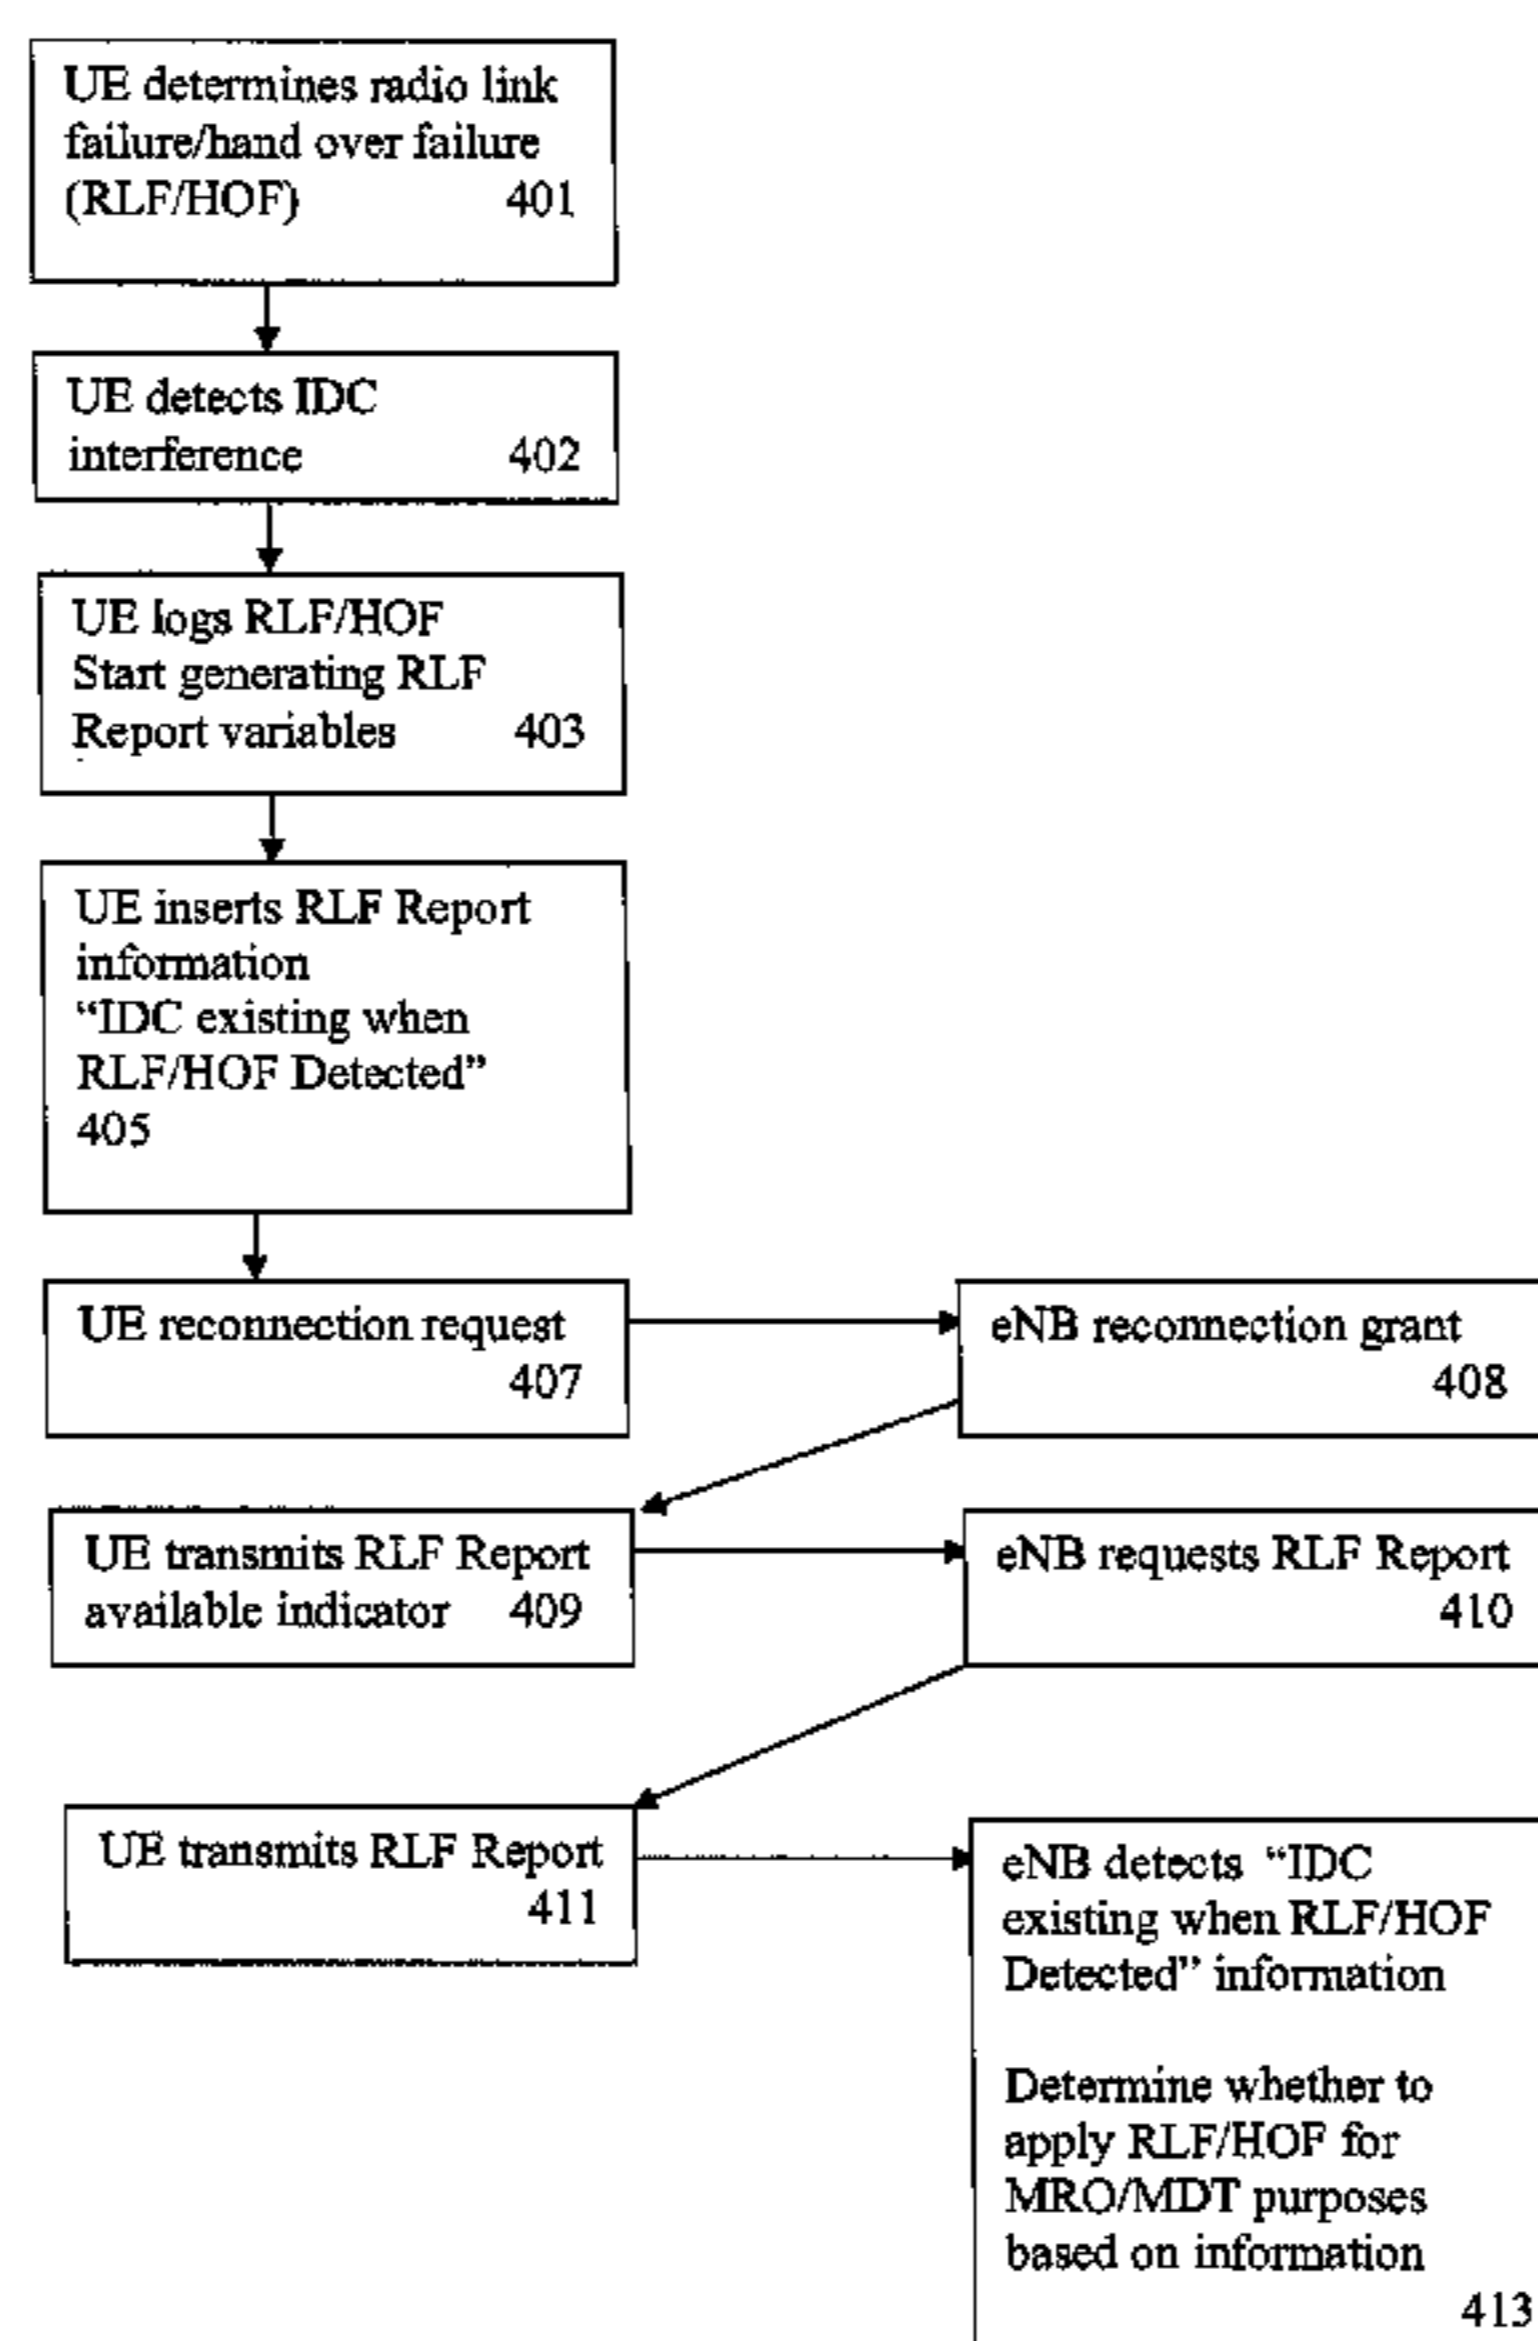 UE determines radio link
failure/hand over failure
(RLF/HOF) 401
UE detects IDC
interference 402
UE logs RLF/HOF
Start generating RLF
Report variables 403
UE inserts RLF Report
information
“IDC existing when
RLF/HOF Detected”
405
UE reconnection request
407
eNB reconnection grant
408
UE transmits RLF Report
available indicator 409
eNB requests RLF Report
410
UE transmits RLF Report
411
eNB detects “IDC
existing when RLF/HOF
Detected” information
Determine whether to
apply RLF/HOF for
MRO/MDT purposes
based on information
413